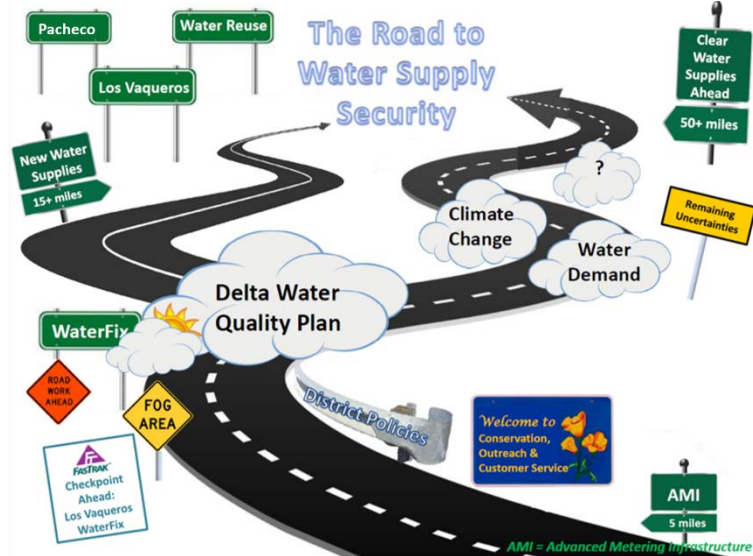 Pacheco
Water Reuse
Los Vaqueros
The Road to
Water Supply
Security
Clear
Water
Supplies
Ahead
50+ miles
New Water
Supplies
15+ miles
?
Climate
Change
Water
Demand
Remaining
Uncertainties
Delta Water
Quality Plan
WaterFix
ROAD
WORK
AHEAD
FOG
AREA
District Policies
Welcome to
Conservation,
Outreach &
Customer Service
FASTRAK
Checkpoint
Ahead:
Los Vaqueros
WaterFix
AMI
5 miles
AMI = Advanced Metering Infrastructure